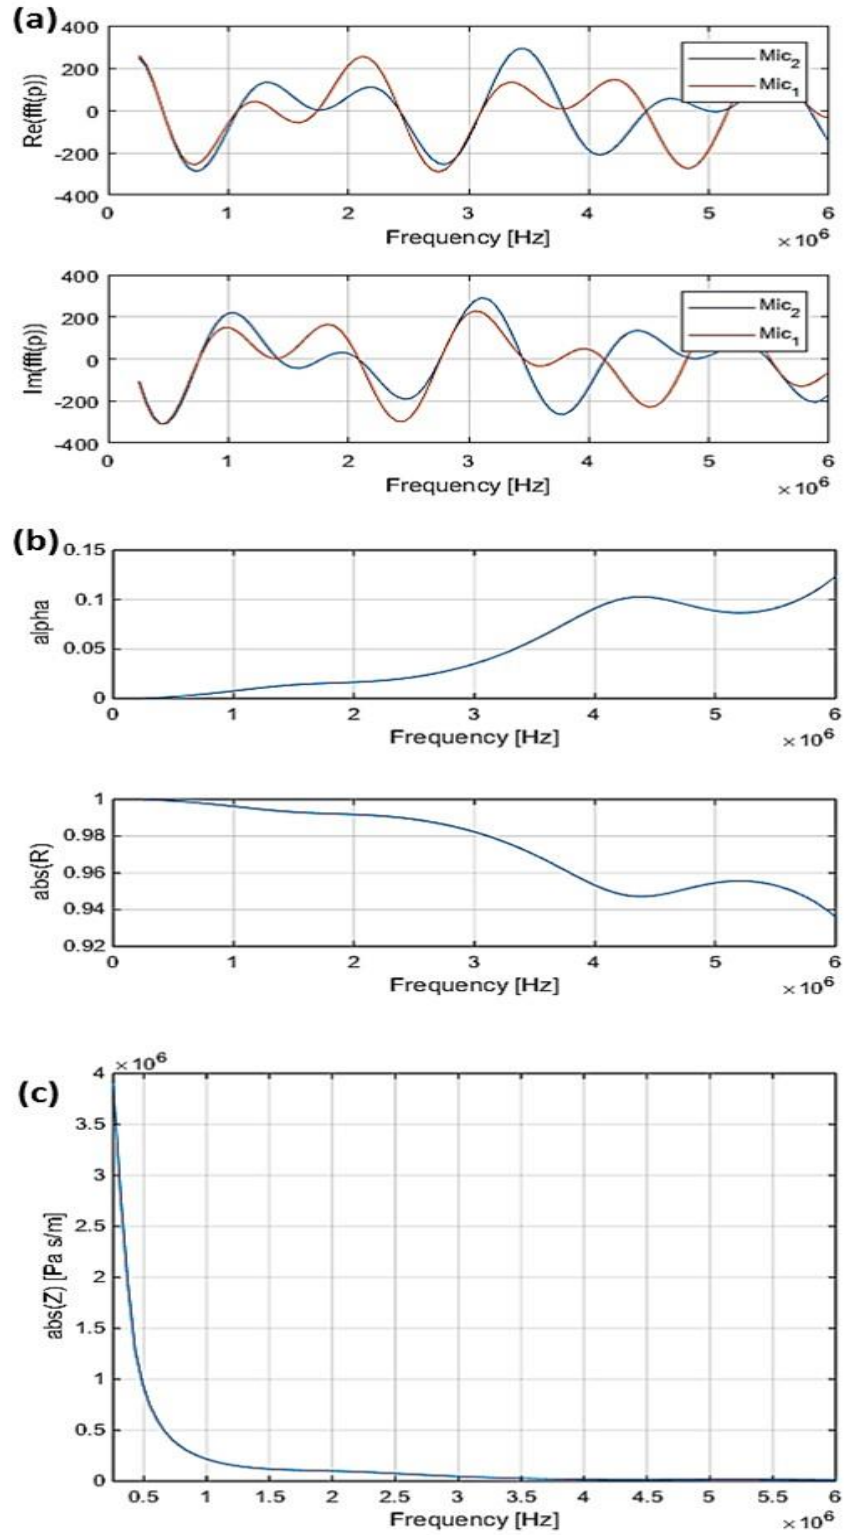 (a)
400
200
0
-200
-400
Re(fft(p))
Mic2
Mic1
0 1 2 3 4 5 6
Frequency [Hz]
×10^6
400
200
0
-200
-400
Im(fft(p))
Mic2
Mic1
0 1 2 3 4 5 6
Frequency [Hz]
×10^6
(b)
0.15
0.1
0.05
0
alpha
0 1 2 3 4 5 6
Frequency [Hz]
×10^6
1
0.98
0.96
0.94
0.92
abs(R)
0 1 2 3 4 5 6
Frequency [Hz]
×10^6
(c)
×10^6
4
3.5
3
2.5
2
1.5
1
0.5
0
abs(Z) [Pa s/m]
0.5 1 1.5 2 2.5 3 3.5 4 4.5 5 5.5 6
Frequency [Hz]
×10^6